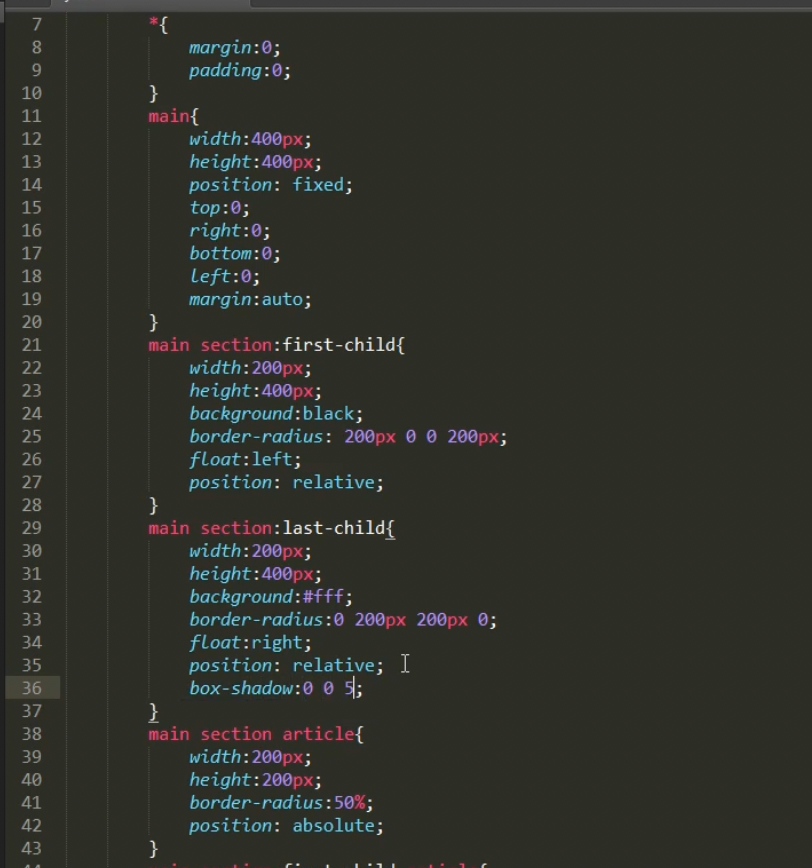 7 *{
8 margin:0;
9 padding:0;
10 }
11 main{
12 width:400px;
13 height:400px;
14 position: fixed;
15 top:0;
16 right:0;
17 bottom:0;
18 left:0;
19 margin:auto;
20 }
21 main section:first-child{
22 width:200px;
23 height:400px;
24 background:black;
25 border-radius: 200px 0 0 200px;
26 float:left;
27 position: relative;
28 }
29 main section:last-child{
30 width:200px;
31 height:400px;
32 background:#fff;
33 border-radius:0 200px 200px 0;
34 float:right;
35 position: relative;
36 box-shadow:0 0 5;
37 }
38 main section article{
39 width:200px;
40 height:200px;
41 border-radius:50%;
42 position: absolute;
43 }